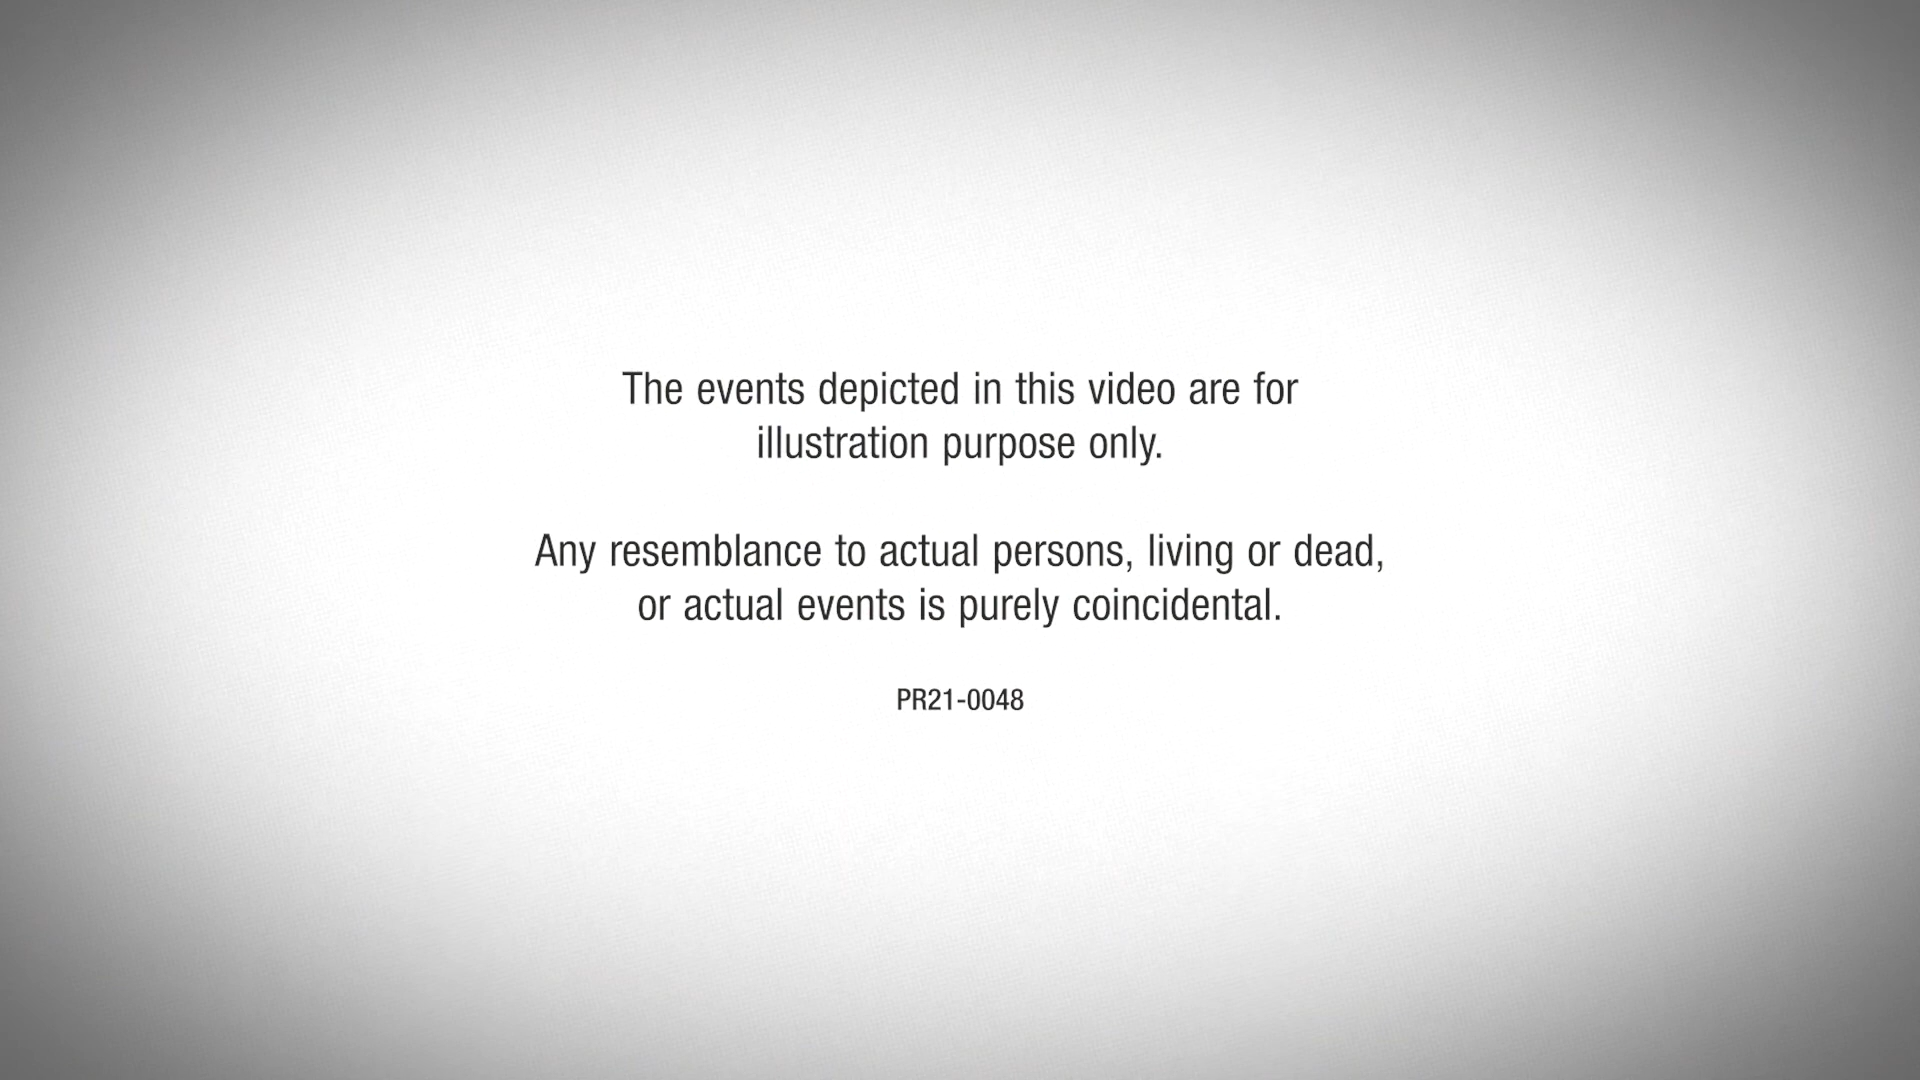 The events depicted in this video are for
illustration purpose only.
Any resemblance to actual persons, living or dead,
or actual events is purely coincidental.
PR21-0048